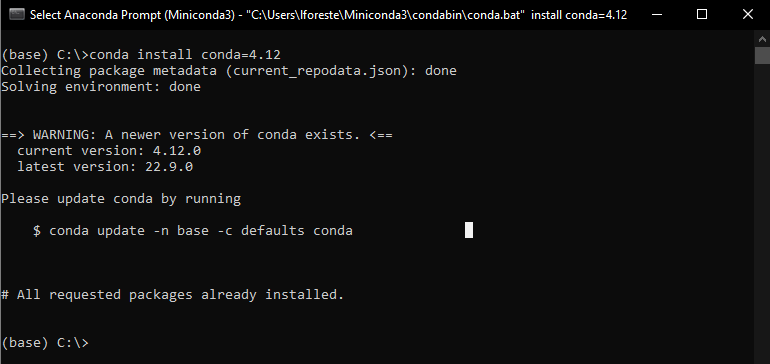 Select Anaconda Prompt (Miniconda3) - "C:\Users\lforeste\Miniconda3\condabin\conda.bat" install conda=4.12
(base) C:\>conda install conda=4.12
Collecting package metadata (current_repodata.json): done
Solving environment: done
==> WARNING: A newer version of conda exists. <==
current version: 4.12.0
latest version: 22.9.0
Please update conda by running
$ conda update -n base -c defaults conda
# All requested packages already installed.
(base) C:\>